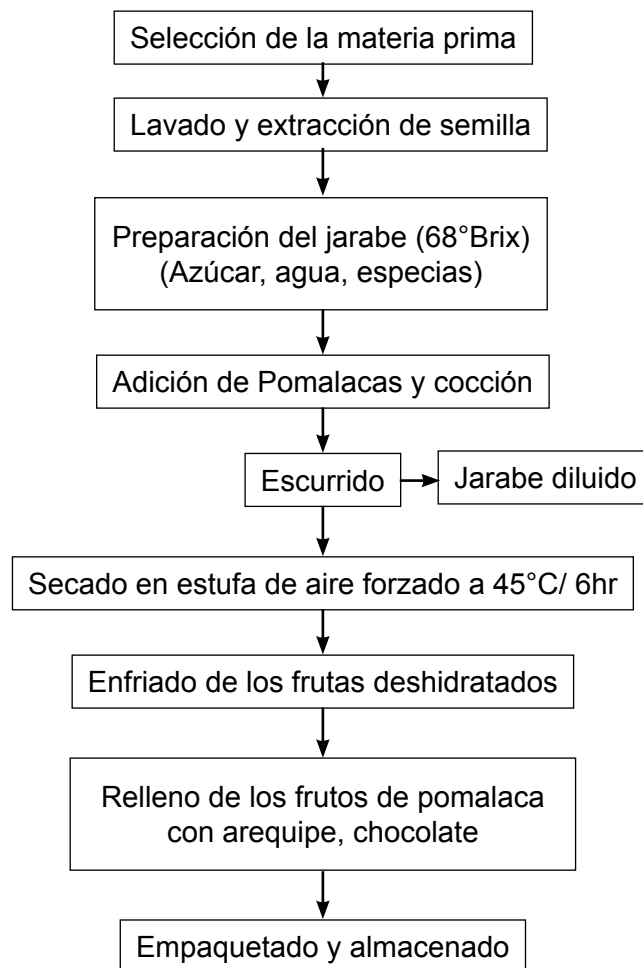 Selección de la materia prima
Lavado y extracción de semilla
Preparación del jarabe (68°Brix)
(Azúcar, agua, especias)
Adición de Pomalacas y cocción
Escurrido
Jarabe diluido
Secado en estufa de aire forzado a 45°C/ 6hr
Enfriado de los frutas deshidratados
Relleno de los frutos de pomalaca
con arequipe, chocolate
Empaquetado y almacenado